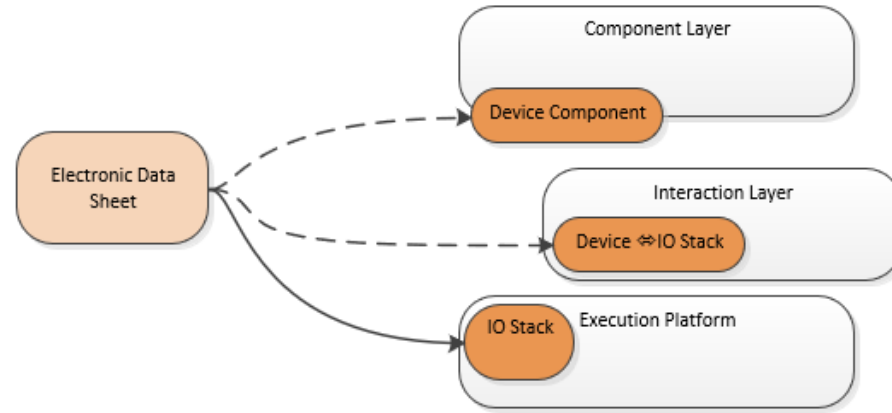 Component Layer
Device Component
Electronic Data
Sheet
Interaction Layer
Device ⇔IO Stack
IO Stack
Execution Platform